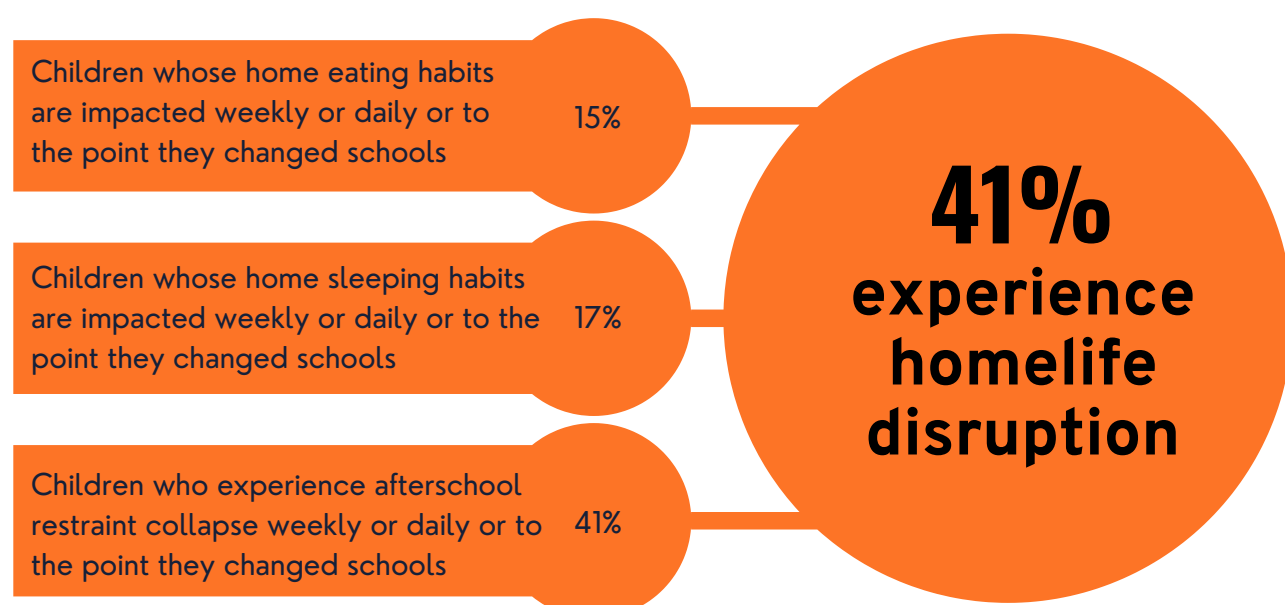 Children whose home eating habits
are impacted weekly or daily or to
the point they changed schools
15%
Children whose home sleeping habits
are impacted weekly or daily or to the
point they changed schools
17%
Children who experience afterschool
restraint collapse weekly or daily or to
the point they changed schools
41%
41%
experience
homelife
disruption